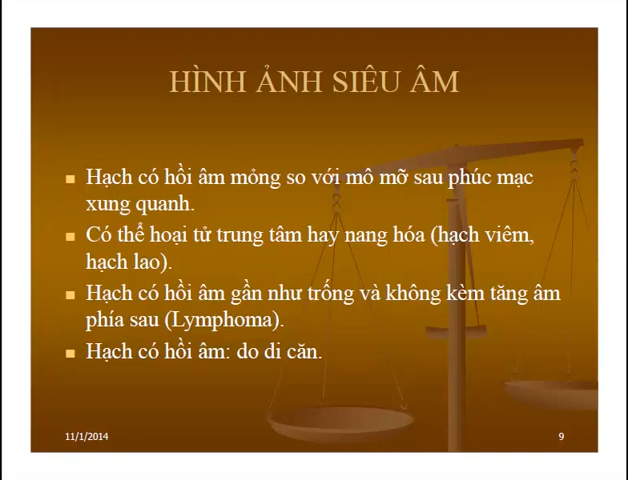 HÌNH ẢNH SIÊU ÂM
Hạch có hồi âm mỏng so với mô mỡ sau phúc mạc
xung quanh.
Có thể hoại tử trung tâm hay nang hóa (hạch viêm,
hạch lao).
Hạch có hồi âm gần như trống và không kèm tăng âm
phía sau (Lymphoma).
Hạch có hồi âm: do di căn.
11/1/2014
9